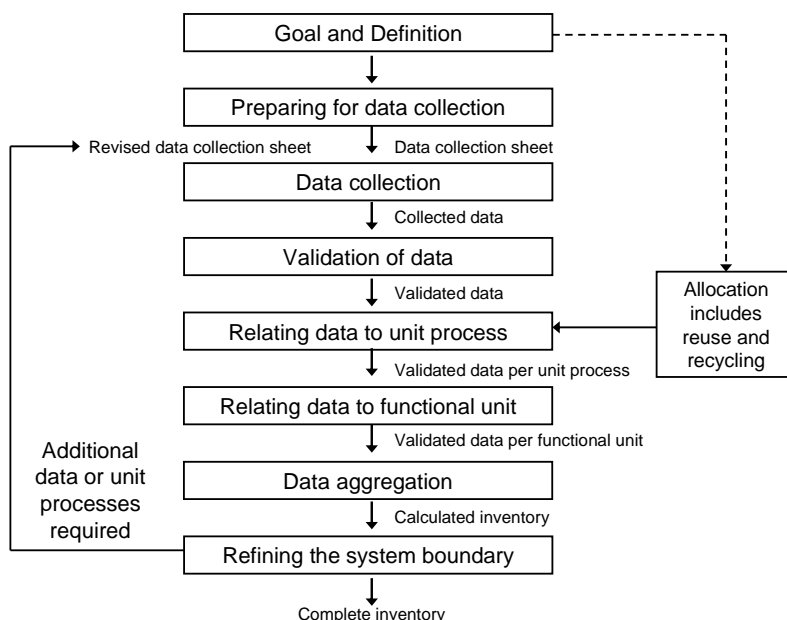 Goal and Definition
Preparing for data collection
Revised data collection sheet
Data collection sheet
Data collection
Collected data
Validation of data
Validated data
Allocation
includes
reuse and
recycling
Relating data to unit process
Validated data per unit process
Relating data to functional unit
Validated data per functional unit
Additional
data or unit
processes
required
Data aggregation
Calculated inventory
Refining the system boundary
Complete inventory